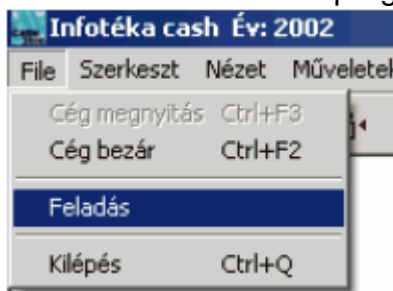 Infotéka cash Év: 2002
File Szerkeszt Nézet Műveletek
Cég megnyitás Ctrl+F3
Cég bezár Ctrl+F2
Feladás
Kilépés Ctrl+Q